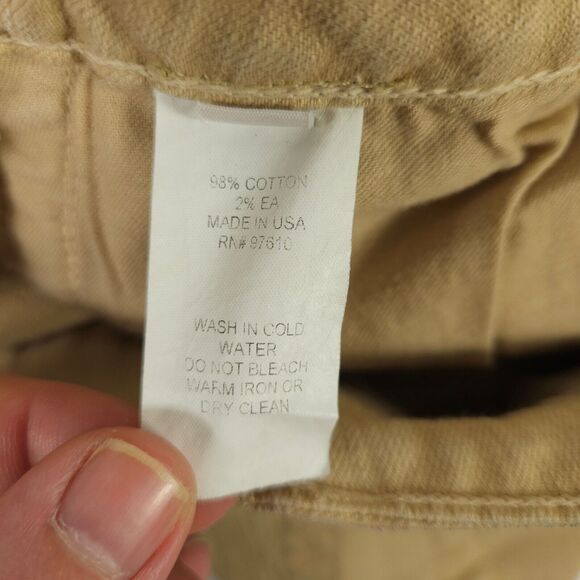 98% COTTON
2% EA
MADE IN USA
RN# 97610
WASH IN COLD
WATER
DO NOT BLEACH
WARM IRON OR
DRY CLEAN